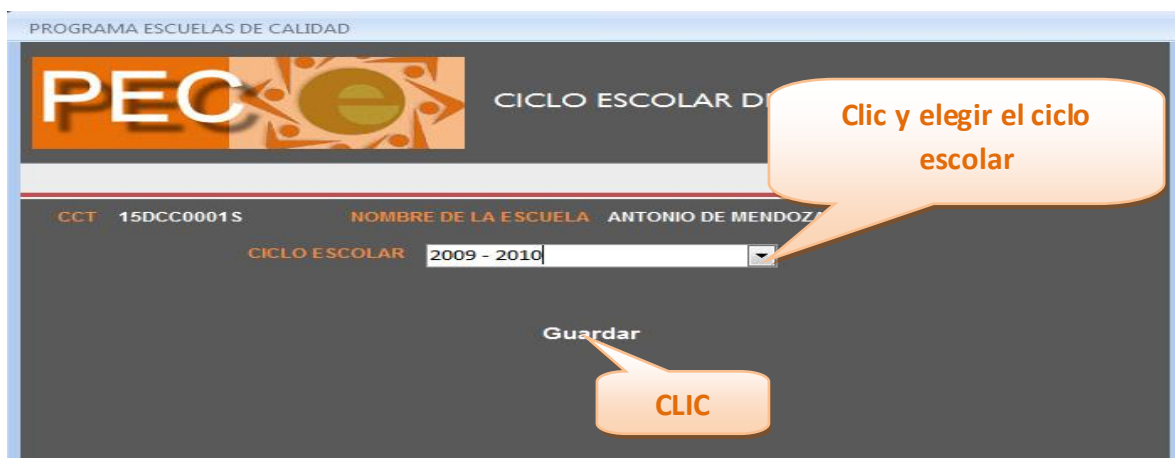 PROGRAMA ESCUELAS DE CALIDAD
PEC e
CICLO ESCOLAR
Clic y elegir el ciclo
escolar
CCT 15DCC0001S NOMBRE DE LA ESCUELA ANTONIO DE MENDOZA
CICLO ESCOLAR 2009 - 2010
Guardar
CLIC